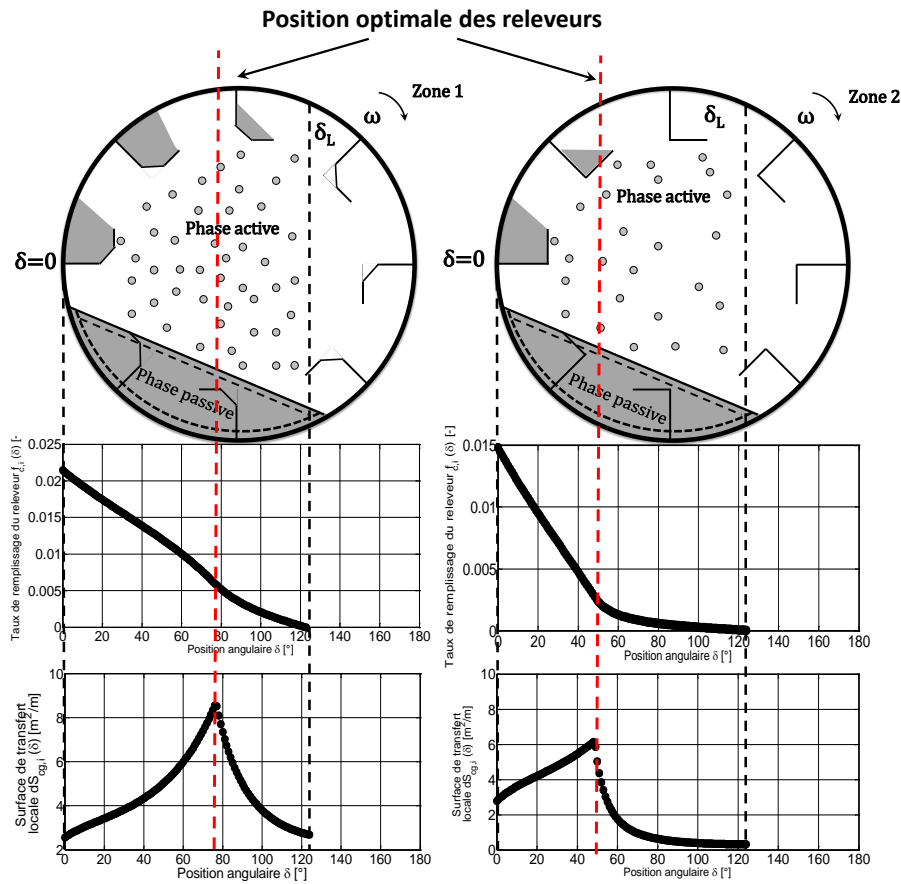 Position optimale des releveurs
Zone 1
ω
δL
Phase active
δ=0
Phase passive
Zone 2
ω
δL
Phase active
δ=0
Phase passive
Taux de remplissage du releveur fc,i (δ) [-]
0.025
0.02
0.015
0.01
0.005
0
0 20 40 60 80 100 120 140 160 180
Position angulaire δ [°]
Taux de remplissage du releveur fc,i (δ) [-]
0.015
0.01
0.005
0
0 20 40 60 80 100 120 140 160 180
Position angulaire δ [°]
Surface de transfert
locale dScg,i (δ) [m²/m]
10
8
6
4
2
0 20 40 60 80 100 120 140 160 180
Position angulaire δ [°]
Surface de transfert
locale dScg,i (δ) [m²/m]
10
8
6
4
2
0
0 20 40 60 80 100 120 140 160 180
Position angulaire δ [°]